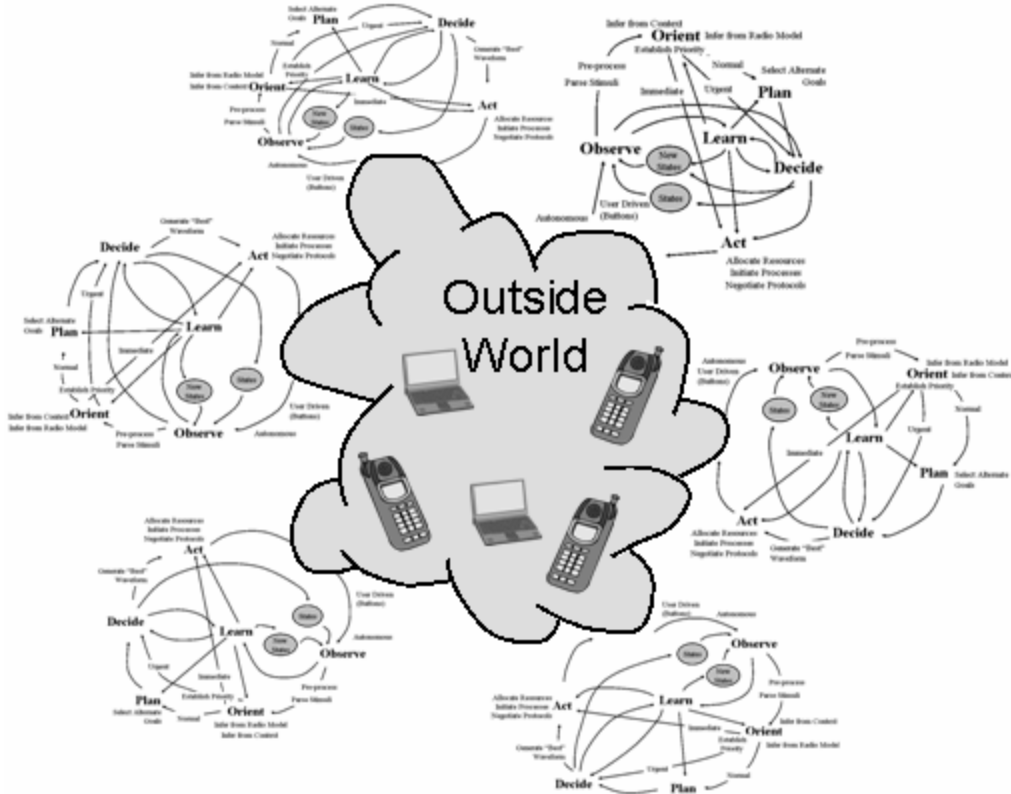 Select Alternate
Goals
Plan
Urgent
Decide
Normal
Generate "Best"
Waveform
Establish
Priority
Infer from Radio Model
Learn
Infer from Context
Orient
Immediate
Act
Pre-process
Parse Stimuli
New
States
States
Allocate Resources
Initiate Processes
Negotiate Protocols
Observe
Autonomous
User Driven
(Buttons)
Infer from Context
Orient
Infer from Radio Model
Establish Priority
Normal
Pre-process
Parse Stimuli
Select Alternate
Goals
Immediate
Urgent
Plan
Learn
Observe
New
States
Decide
States
User Driven
(Buttons)
Autonomous
Act
Allocate Resources
Initiate Processes
Negotiate Protocols
Generate "Best"
Waveform
Decide
Act
Allocate Resources
Initiate Processes
Negotiate Protocols
Urgent
Select Alternate
Goals
Plan
Learn
Immediate
Normal
New
States
States
Establish Priority
Infer from Context
Orient
Infer from Radio Model
Pre-process
Parse Stimuli
Observe
User Driven
(Buttons)
Autonomous
Outside
World
Pre-process
Parse Stimuli
Autonomous
User Driven
(Buttons)
Observe
Infer from Radio Model
Orient
Infer from Context
Establish Priority
States
New
States
Normal
Urgent
Learn
Immediate
Plan
Select Alternate
Goals
Act
Allocate Resources
Initiate Processes
Negotiate Protocols
Decide
Generate "Best"
Waveform
Allocate Resources
Initiate Processes
Negotiate Protocols
Act
Generate "Best"
Waveform
User Driven
(Buttons)
Decide
States
Learn
New
States
Autonomous
Observe
Urgent
Immediate
Pre-process
Parse Stimuli
Plan
Establish Priority
Select Alternate
Goals
Normal
Orient
Infer from Radio Model
Infer from Context
User Driven
(Buttons)
Autonomous
States
Observe
New
States
Pre-process
Parse Stimuli
Allocate Resources
Initiate Processes
Negotiate Protocols
Act
Learn
Infer from Context
Immediate
Orient
Establish
Priority
Infer from Radio Model
Generate "Best"
Waveform
Urgent
Normal
Decide
Plan
Select Alternate
Goals